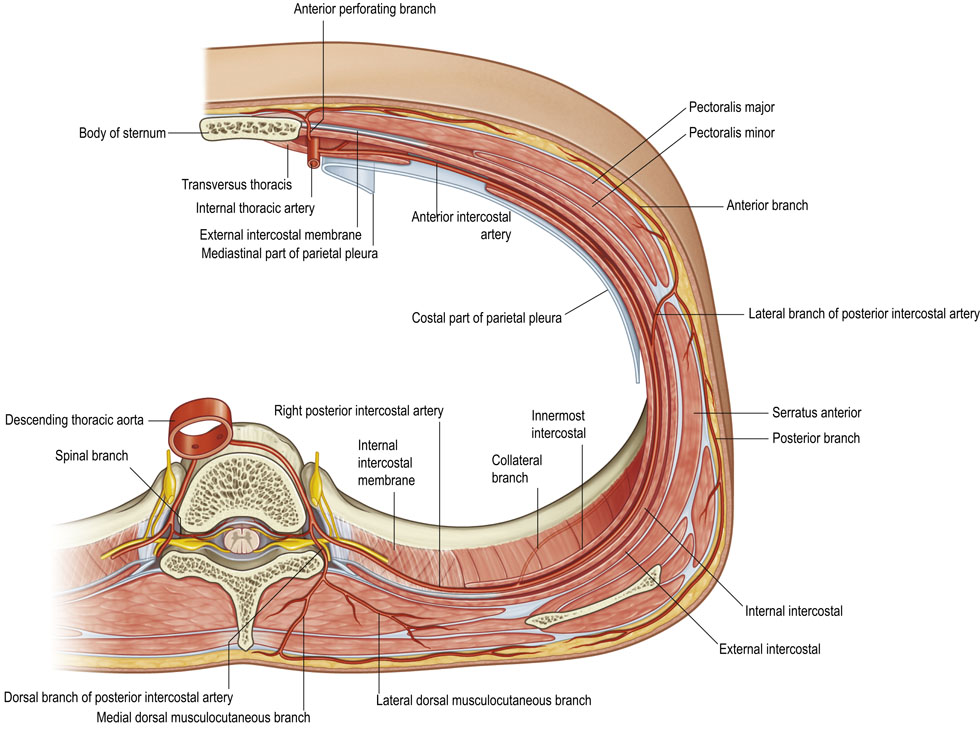 Anterior perforating branch
Pectoralis major
Body of sternum
Pectoralis minor
Transversus thoracis
Anterior branch
Internal thoracic artery
Anterior intercostal
artery
External intercostal membrane
Mediastinal part of parietal pleura
Costal part of parietal pleura
Lateral branch of posterior intercostal artery
Descending thoracic aorta
Right posterior intercostal artery
Innermost
intercostal
Serratus anterior
Posterior branch
Spinal branch
Internal
intercostal
membrane
Collateral
branch
Internal intercostal
External intercostal
Dorsal branch of posterior intercostal artery
Lateral dorsal musculocutaneous branch
Medial dorsal musculocutaneous branch